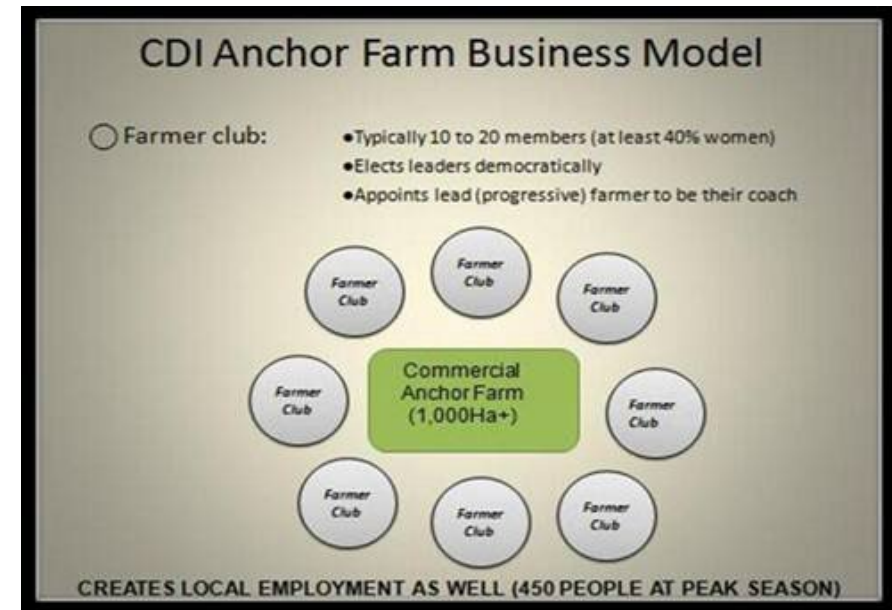 CDI Anchor Farm Business Model
Farmer club:
●Typically 10 to 20 members (at least 40% women)
●Elects leaders democratically
●Appoints lead (progressive) farmer to be their coach
Farmer
Club
Farmer
Club
Farmer
Club
Farmer
Club
Commercial
Anchor Farm
(1,000Ha+)
Farmer
Club
Farmer
Club
Farmer
Club
Farmer
Club
CREATES LOCAL EMPLOYMENT AS WELL (450 PEOPLE AT PEAK SEASON)